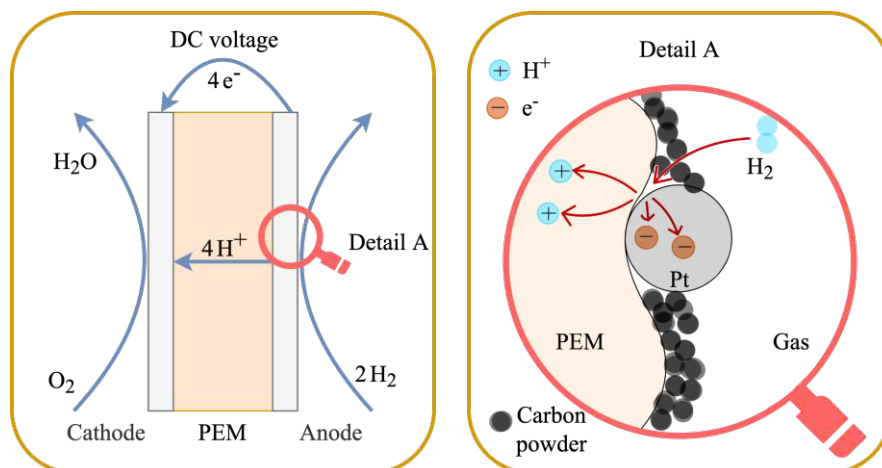 DC voltage
4 e⁻
H₂O
4 H⁺
Detail A
O₂
2 H₂
Cathode
PEM
Anode
Detail A
+ H⁺
− e⁻
H₂
+
+
−
−
Pt
PEM
Gas
Carbon
powder